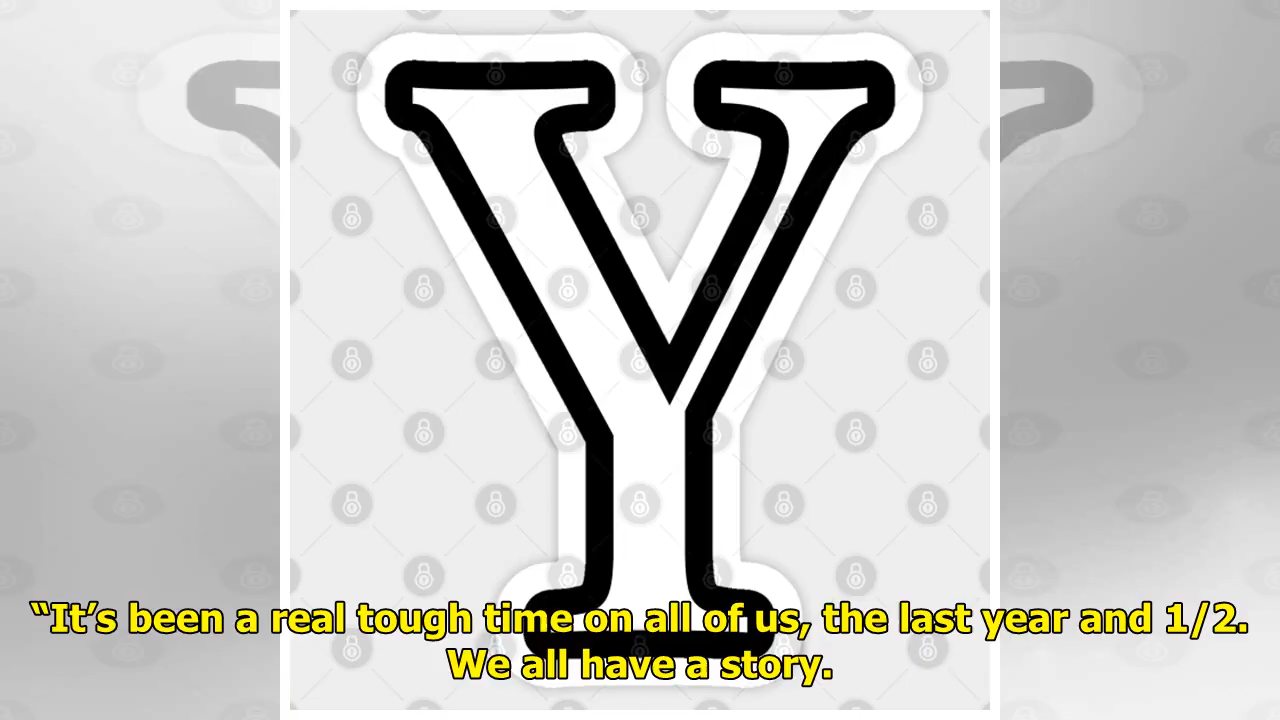 Y
“It’s been a real tough time on all of us, the last year and 1/2.
We all have a story.